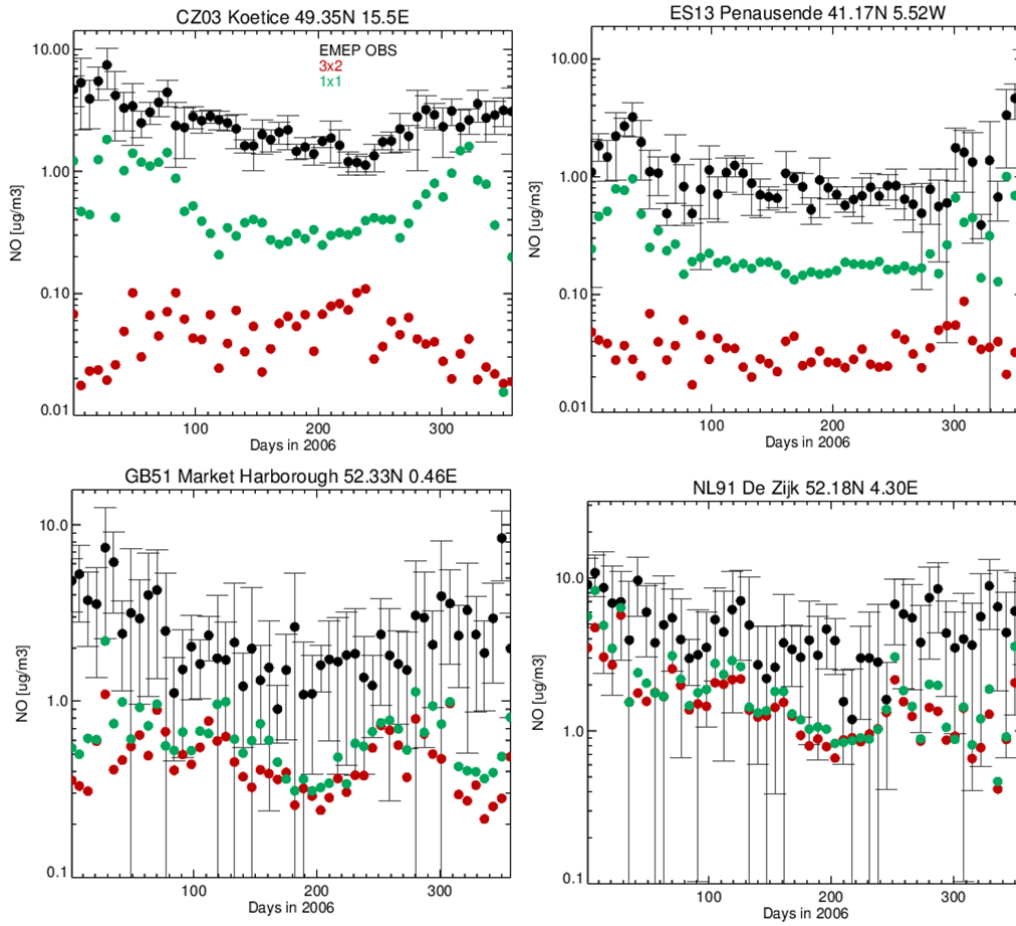 CZ03 Koetice 49.35N 15.5E
EMEP OBS
3x2
1x1
10.00
1.00
0.10
0.01
NO [ug/m3]
100
200
300
Days in 2006
ES13 Penausende 41.17N 5.52W
10.00
1.00
0.10
0.01
NO [ug/m3]
100
200
300
Days in 2006
GB51 Market Harborough 52.33N 0.46E
10.0
1.0
0.1
NO [ug/m3]
100
200
300
Days in 2006
NL91 De Zijk 52.18N 4.30E
10.0
1.0
0.1
NO [ug/m3]
100
200
300
Days in 2006